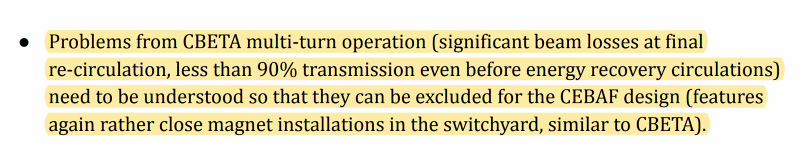 ● Problems from CBETA multi-turn operation (significant beam losses at final
re-circulation, less than 90% transmission even before energy recovery circulations)
need to be understood so that they can be excluded for the CEBAF design (features
again rather close magnet installations in the switchyard, similar to CBETA).